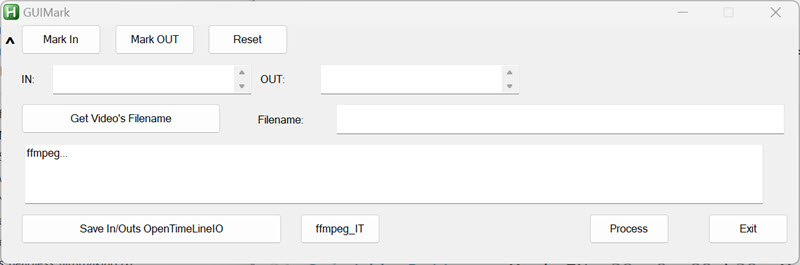 H GUIMark
^ Mark In Mark OUT Reset
IN: OUT:
Get Video's Filename Filename:
ffmpeg...
Save In/Outs OpenTimeLineIO ffmpeg_IT Process Exit